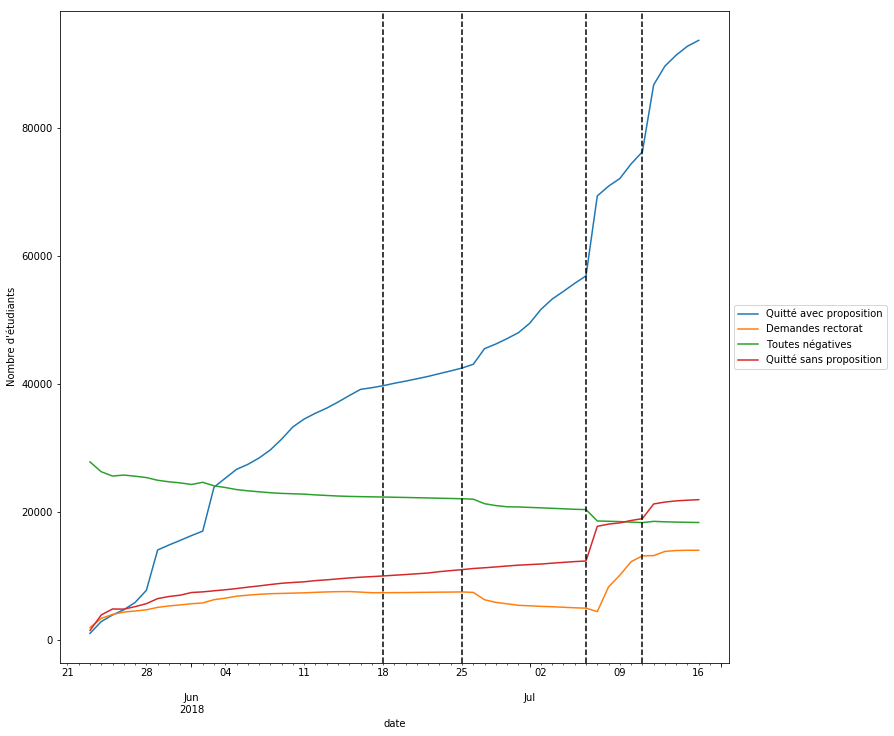 80000
60000
40000
20000
0
Nombre d'étudiants
21 28 04 11 18 25 02 09 16
Jun Jul
2018
date
Quitté avec proposition
Demandes rectorat
Toutes négatives
Quitté sans proposition